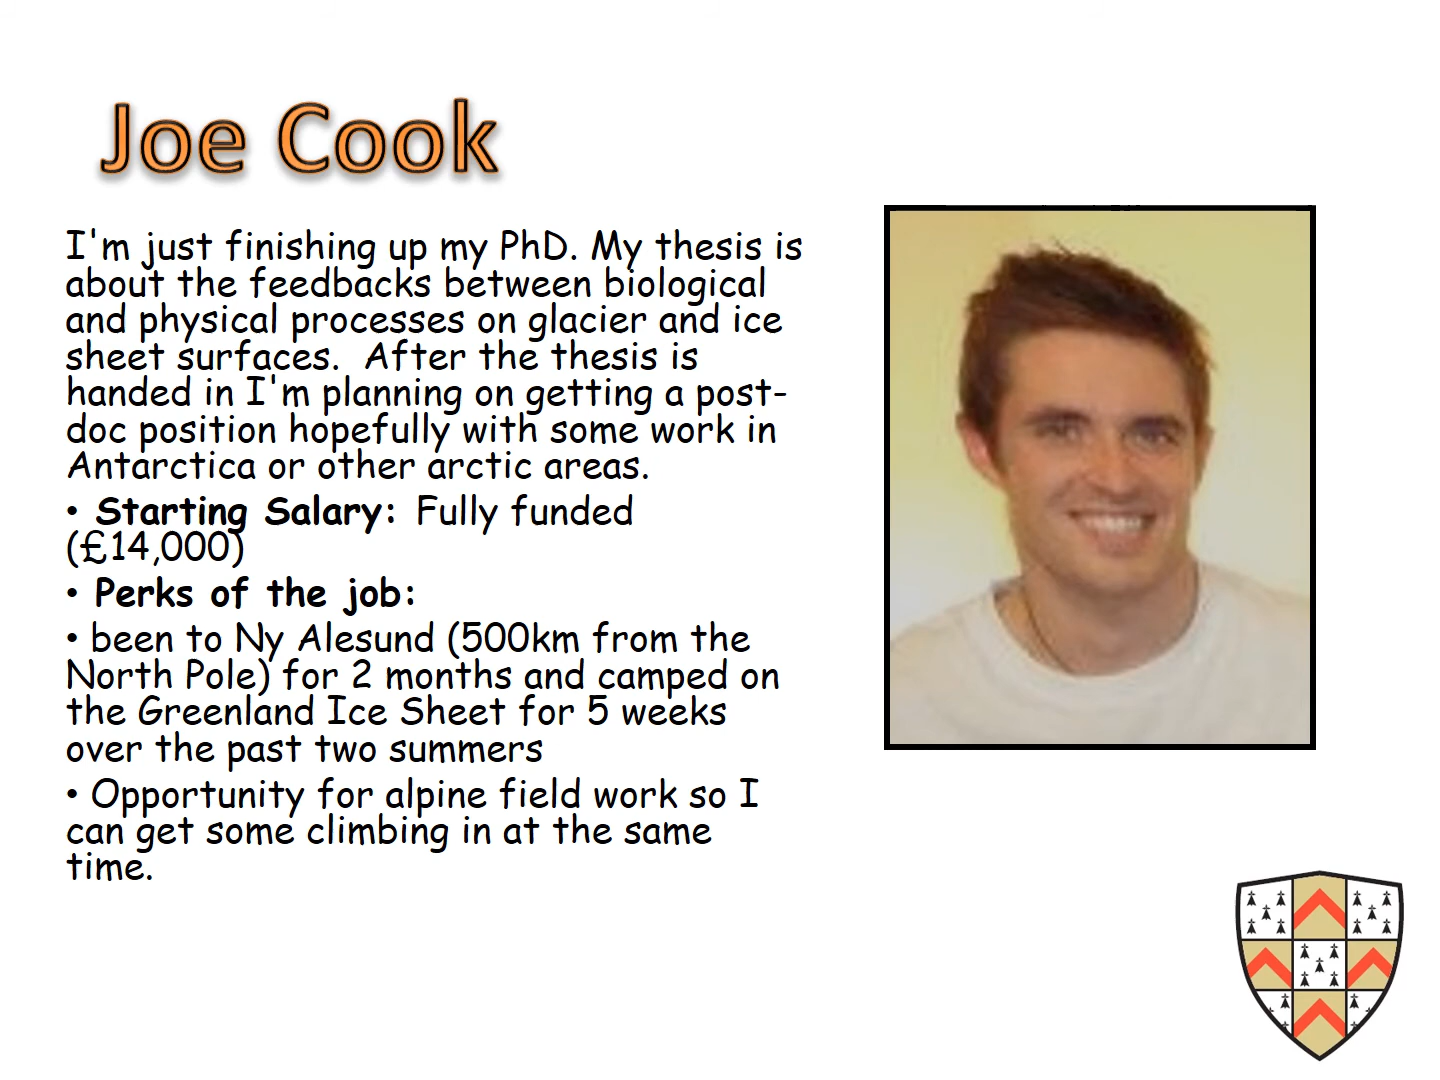 Joe Cook
I'm just finishing up my PhD. My thesis is
about the feedbacks between biological
and physical processes on glacier and ice
sheet surfaces.  After the thesis is
handed in I'm planning on getting a post-
doc position hopefully with some work in
Antarctica or other arctic areas.
• Starting Salary: Fully funded
(£14,000)
• Perks of the job:
• been to Ny Alesund (500km from the
North Pole) for 2 months and camped on
the Greenland Ice Sheet for 5 weeks
over the past two summers
• Opportunity for alpine field work so I
can get some climbing in at the same
time.